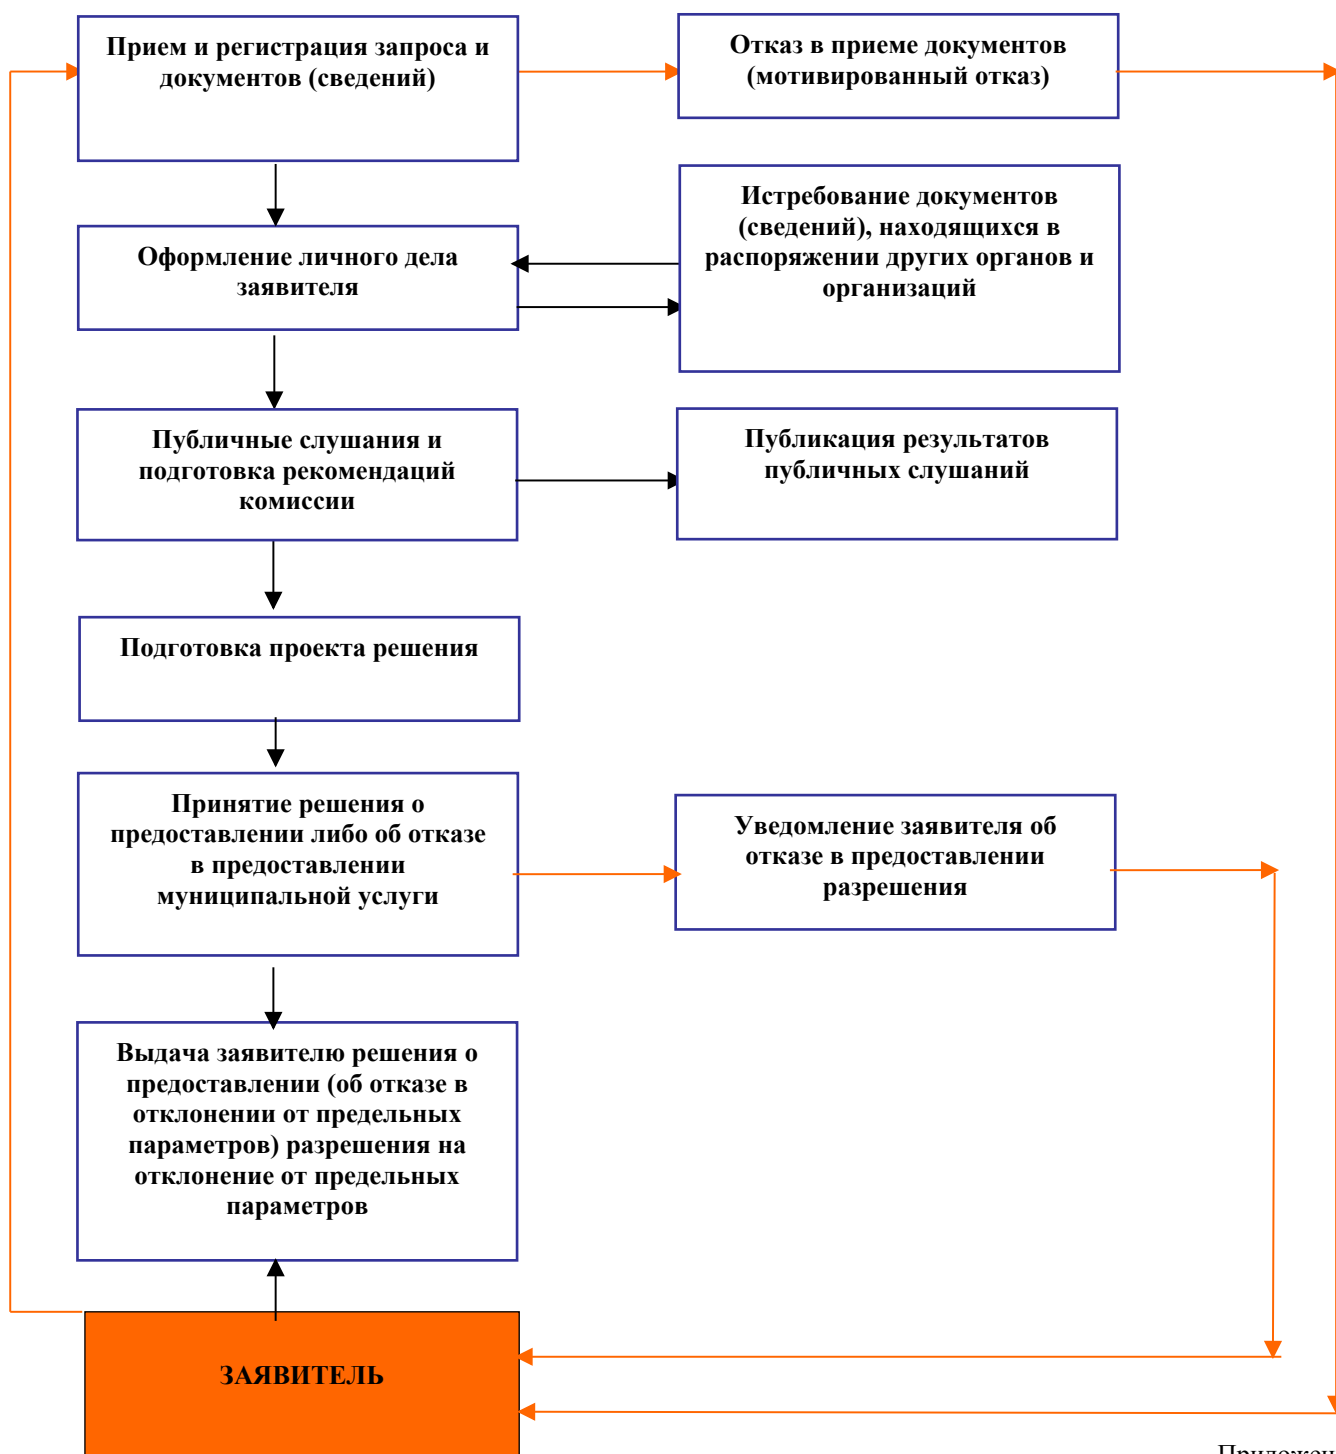 Прием и регистрация запроса и
документов (сведений)
Отказ в приеме документов
(мотивированный отказ)
Истребование документов
(сведений), находящихся в
распоряжении других органов и
организаций
Оформление личного дела
заявителя
Публичные слушания и
подготовка рекомендаций
комиссии
Публикация результатов
публичных слушаний
Подготовка проекта решения
Принятие решения о
предоставлении либо об отказе
в предоставлении
муниципальной услуги
Уведомление заявителя об
отказе в предоставлении
разрешения
Выдача заявителю решения о
предоставлении (об отказе в
отклонении от предельных
параметров) разрешения на
отклонение от предельных
параметров
ЗАЯВИТЕЛЬ